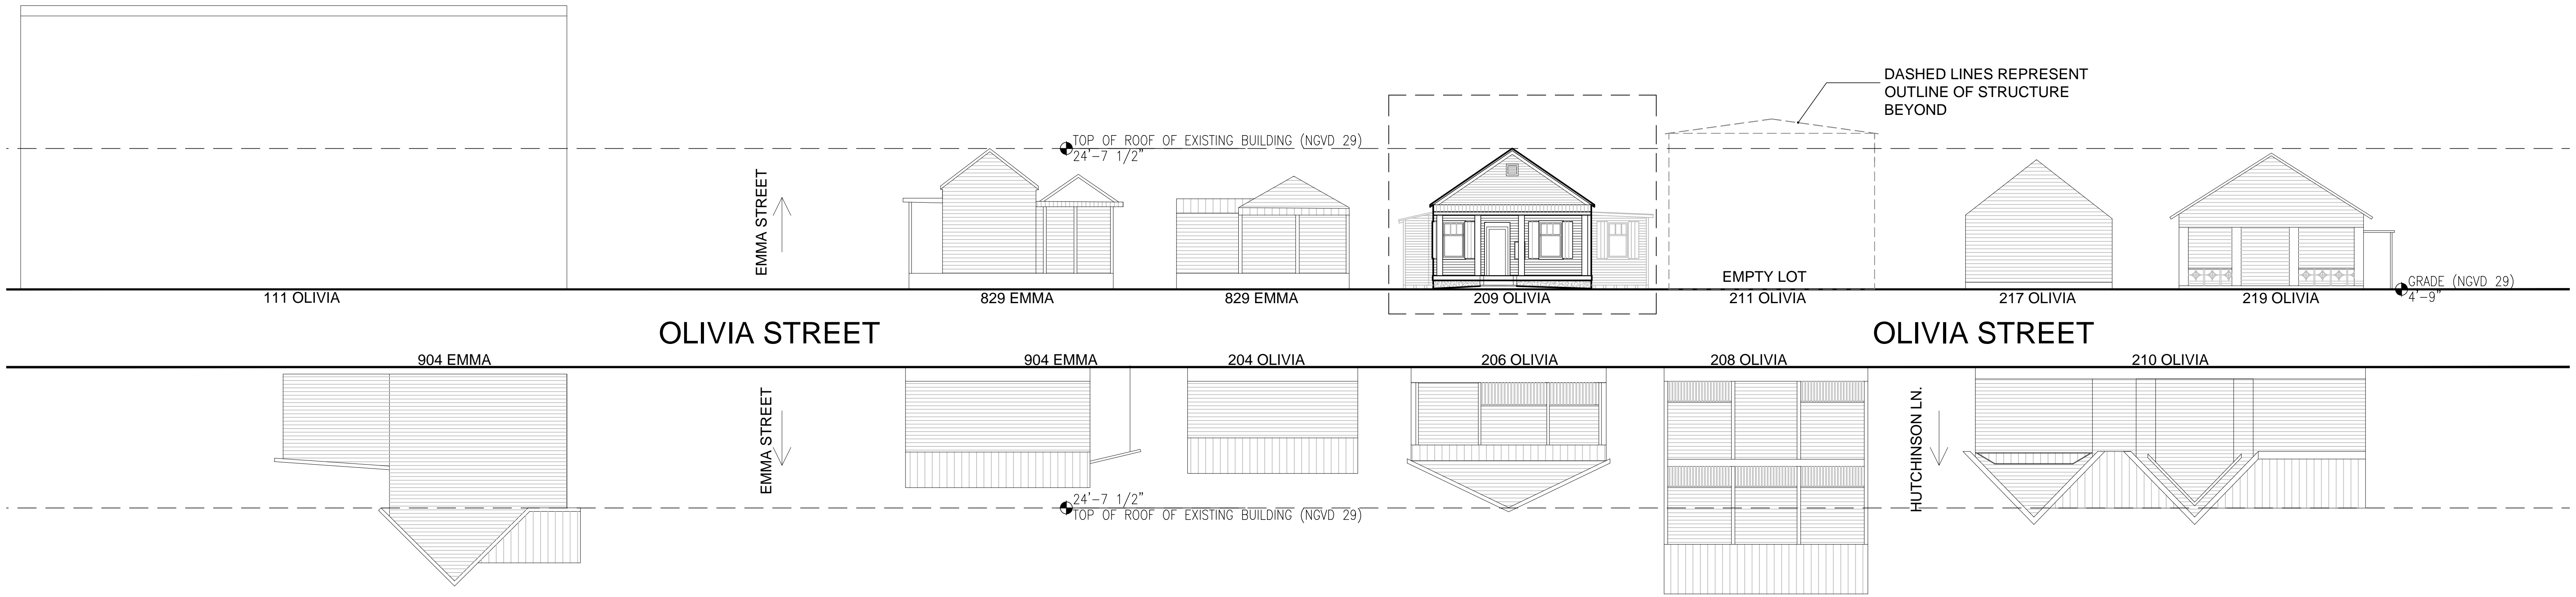 DASHED LINES REPRESENT
OUTLINE OF STRUCTURE
BEYOND
TOP OF ROOF OF EXISTING BUILDING (NGVD 29)
24'-7 1/2"
EMMA STREET
EMPTY LOT
GRADE (NGVD 29)
4'-9"
111 OLIVIA
829 EMMA
829 EMMA
209 OLIVIA
211 OLIVIA
217 OLIVIA
219 OLIVIA
OLIVIA STREET
OLIVIA STREET
904 EMMA
904 EMMA
204 OLIVIA
206 OLIVIA
208 OLIVIA
210 OLIVIA
EMMA STREET
HUTCHINSON LN.
24'-7 1/2"
TOP OF ROOF OF EXISTING BUILDING (NGVD 29)